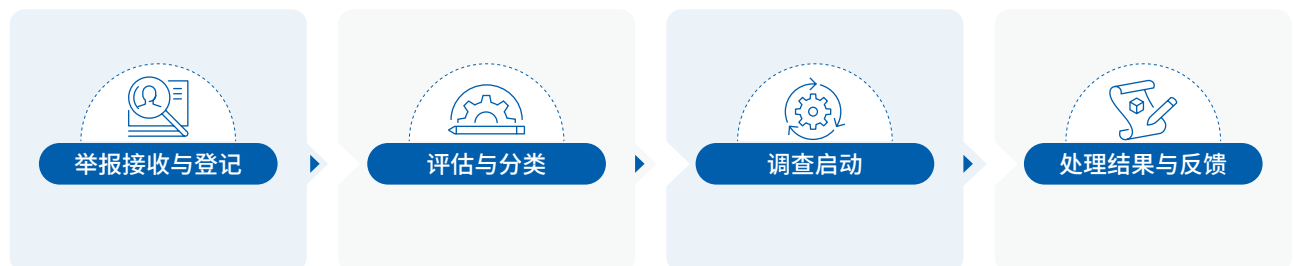 举报接收与登记
评估与分类
调查启动
处理结果与反馈